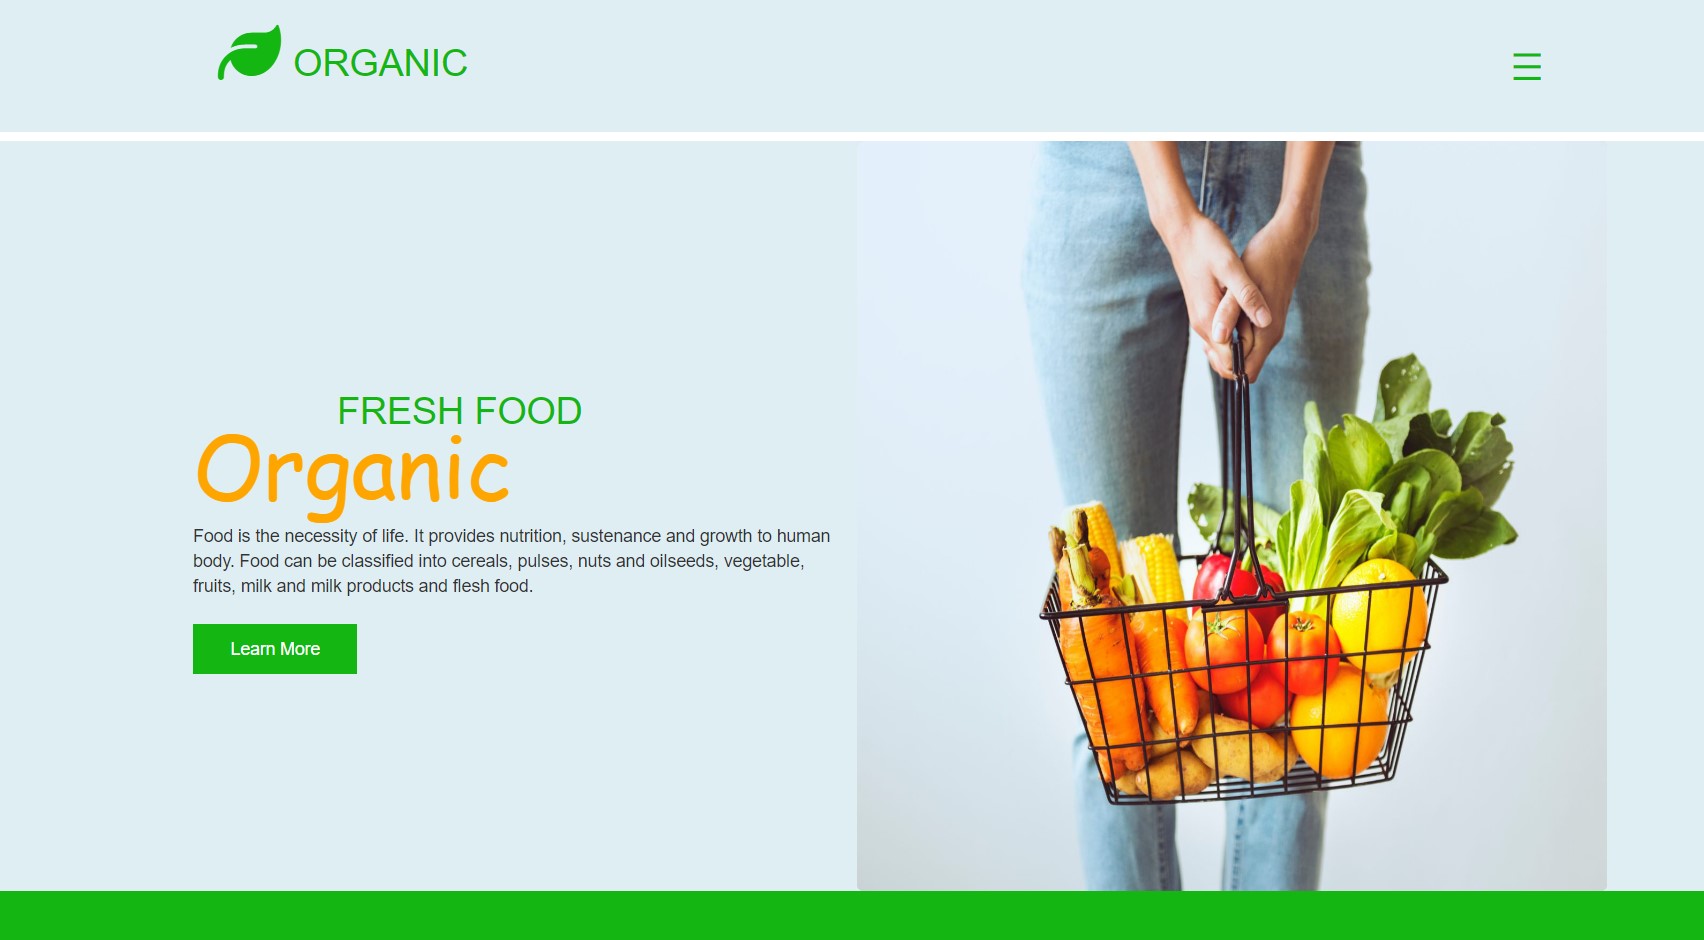 ORGANIC
FRESH FOOD
Organic
Food is the necessity of life. It provides nutrition, sustenance and growth to human
body. Food can be classified into cereals, pulses, nuts and oilseeds, vegetable,
fruits, milk and milk products and flesh food.
Learn More